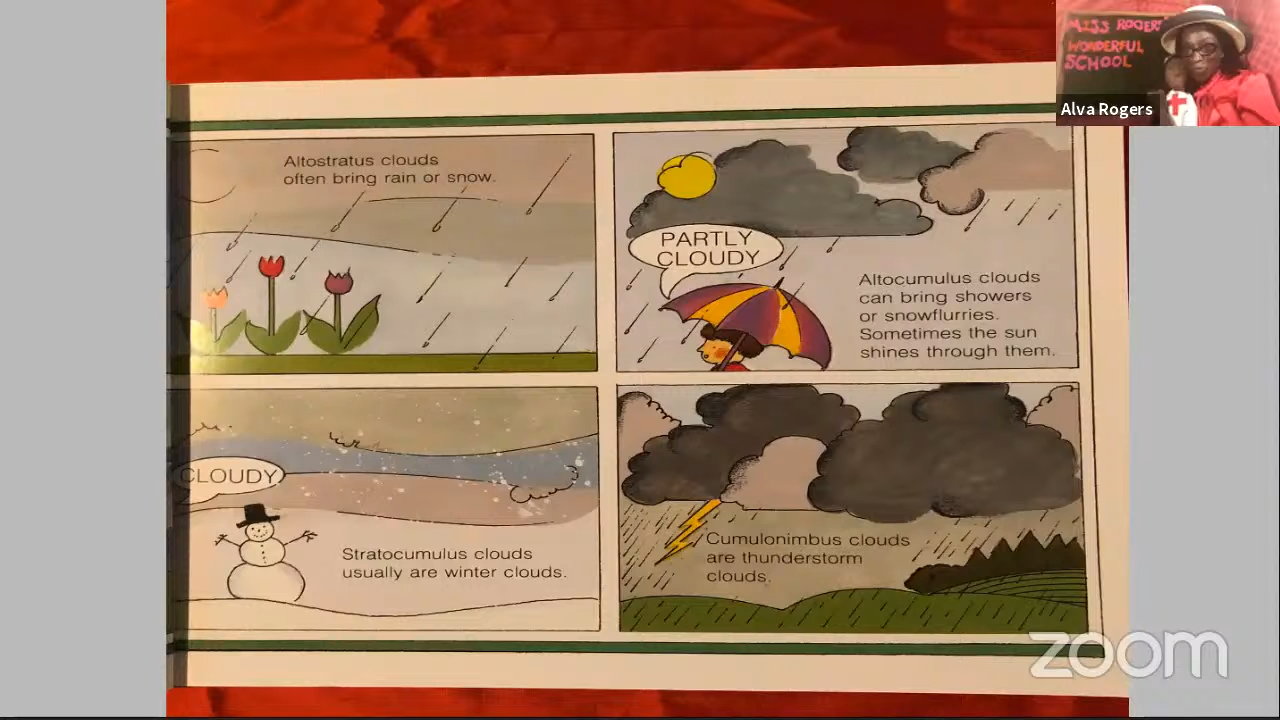 MISS ROGERS
WONDERFUL
SCHOOL
Alva Rogers
Altostratus clouds
often bring rain or snow.
PARTLY
CLOUDY
Altocumulus clouds
can bring showers
or snowflurries.
Sometimes the sun
shines through them.
CLOUDY
Stratocumulus clouds
usually are winter clouds.
Cumulonimbus clouds
are thunderstorm
clouds.
zoom